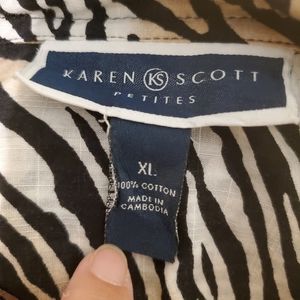 KAREN KS SCOTT
PETITES
XL
100% COTTON
MADE IN
CAMBODIA